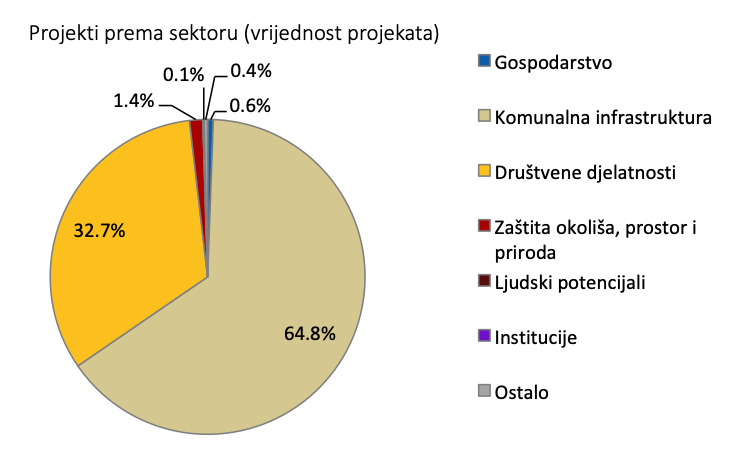 Projekti prema sektoru (vrijednost projekata)
0.1%
0.4%
1.4%
0.6%
32.7%
64.8%
Gospodarstvo
Komunalna infrastruktura
Društvene djelatnosti
Zaštita okoliša, prostor i
priroda
Ljudski potencijali
Institucije
Ostalo